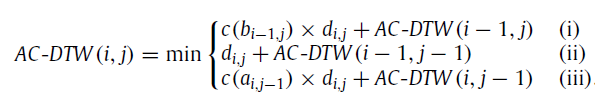 c(b_{i−1,j}) × d_{i,j} + AC-DTW(i − 1, j) (i)
AC-DTW(i, j) = min { d_{i,j} + AC-DTW(i − 1, j − 1) (ii)
c(a_{i,j−1}) × d_{i,j} + AC-DTW(i, j − 1) (iii).